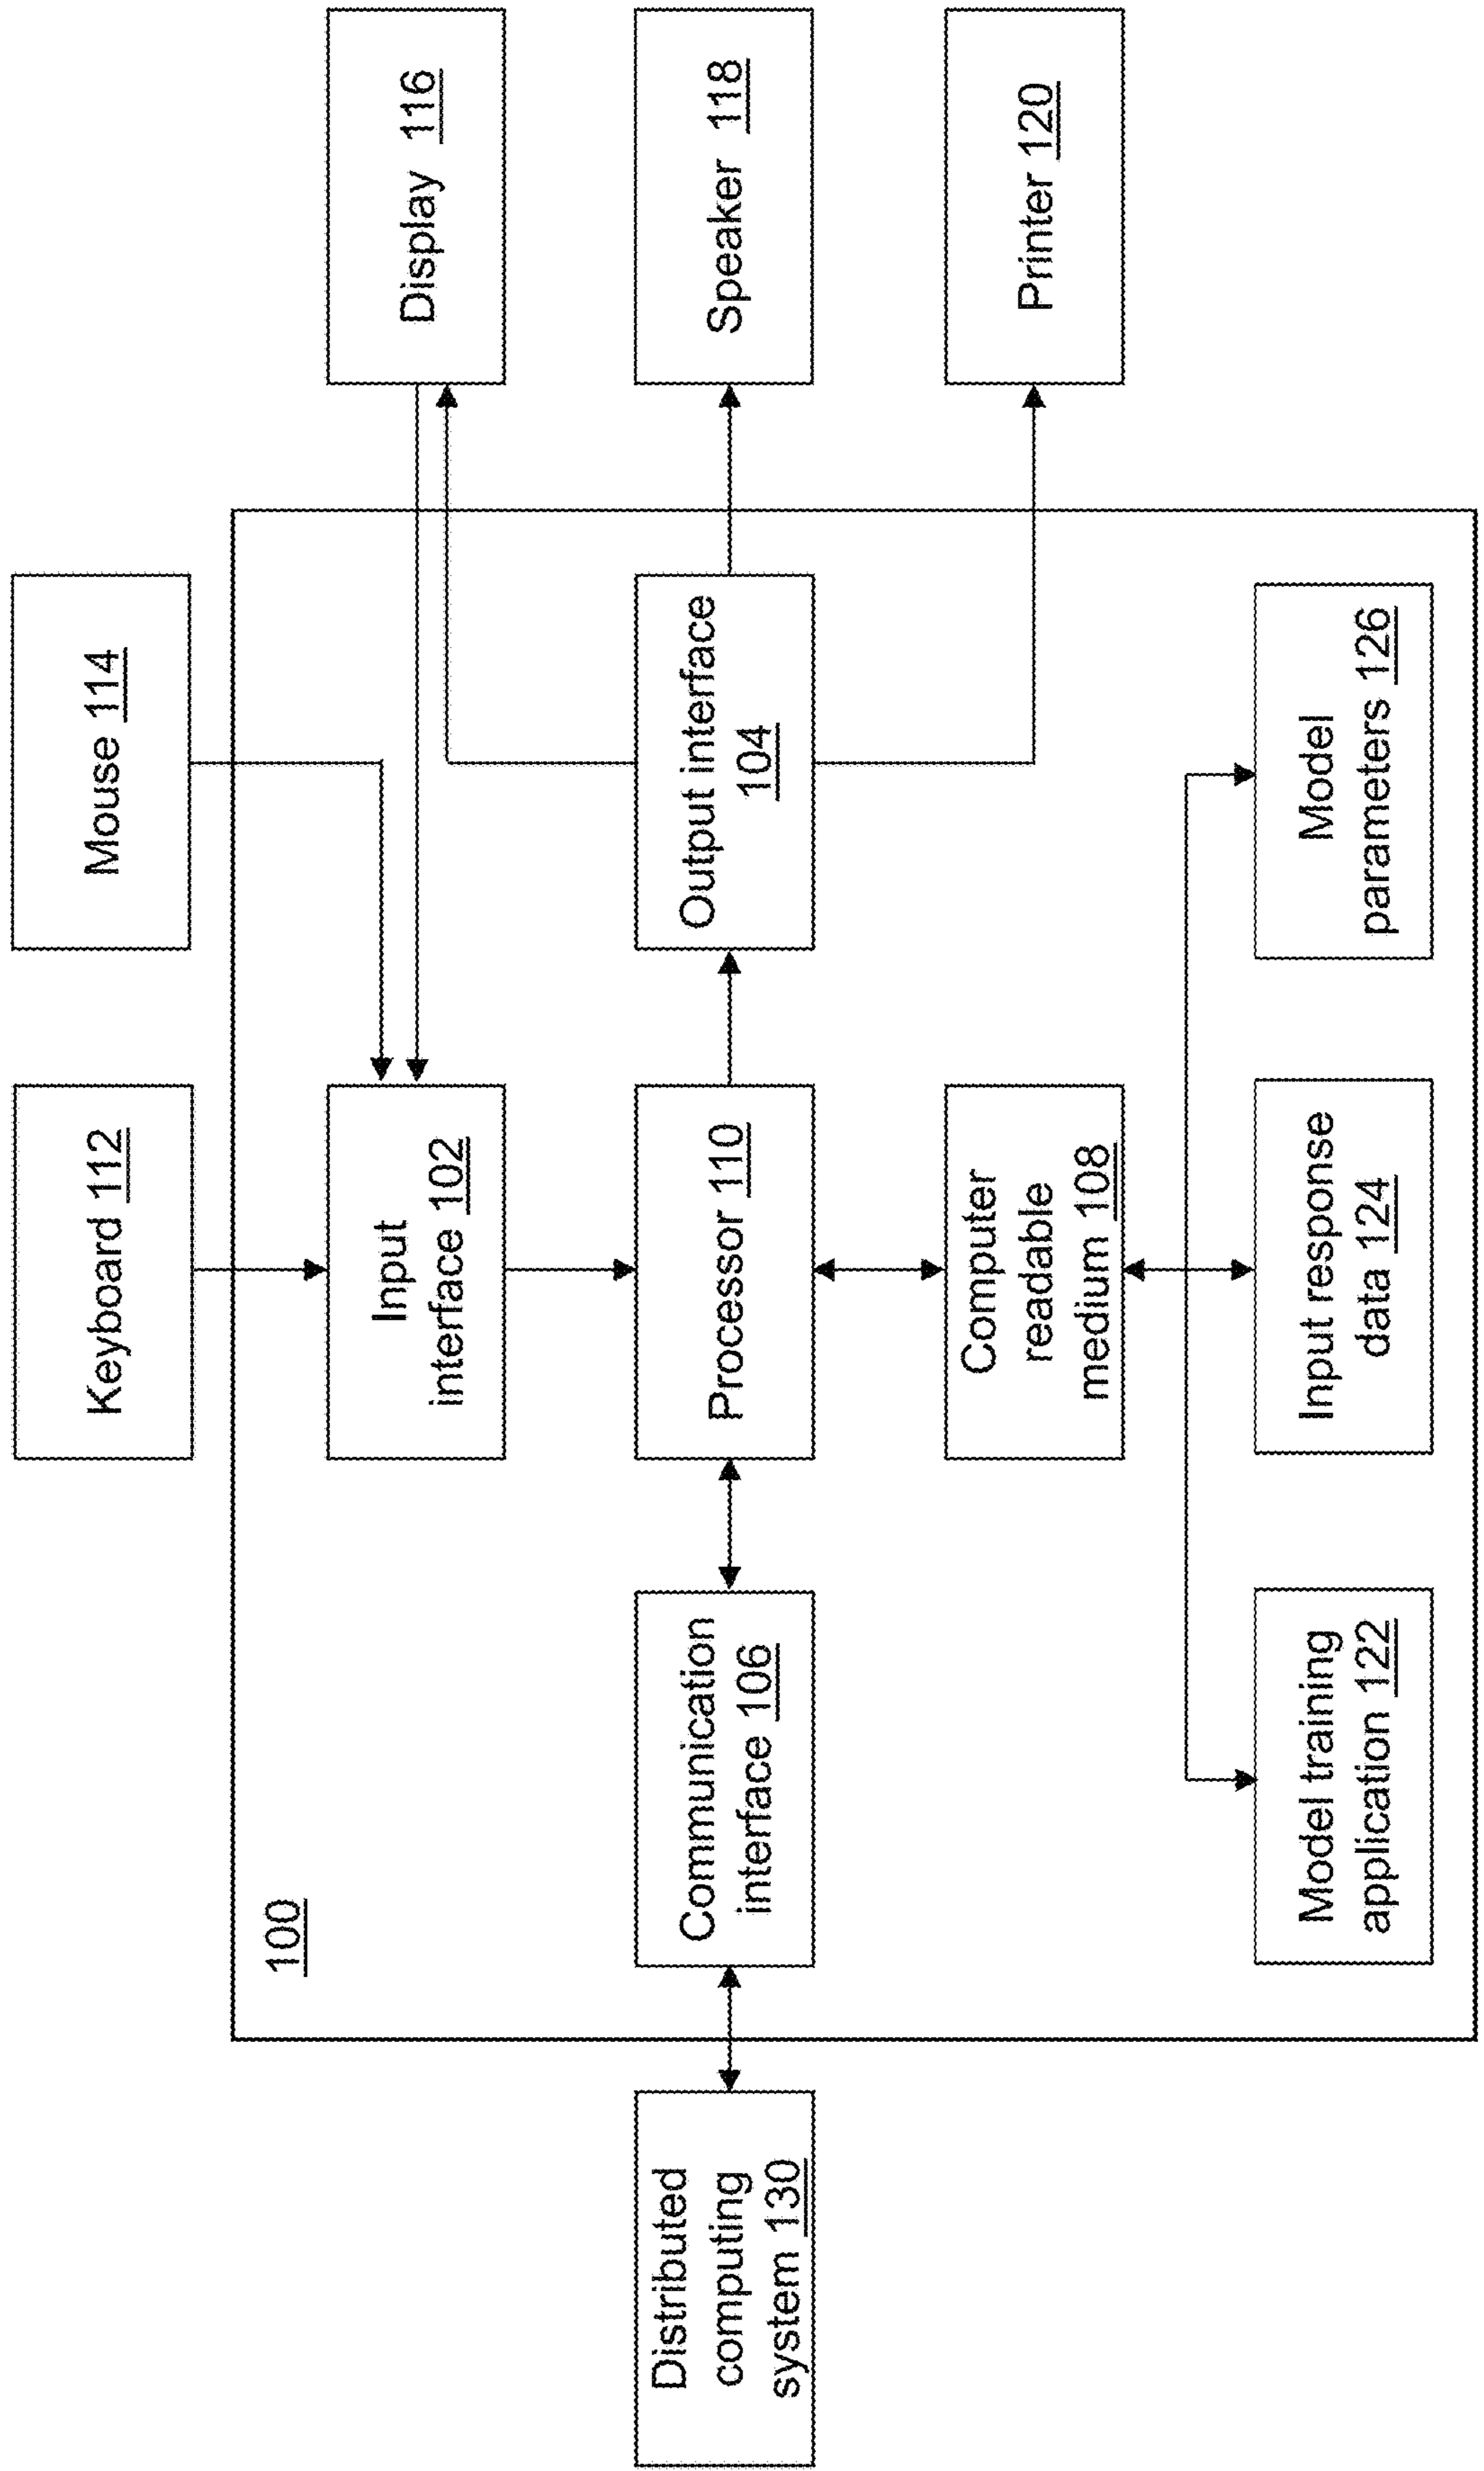 Keyboard 112
Mouse 114
100
Input
interface 102
Display 116
Distributed
computing
system 130
Communication
interface 106
Processor 110
Output interface
104
Speaker 118
Computer
readable
medium 108
Printer 120
Model training
application 122
Input response
data 124
Model
parameters 126